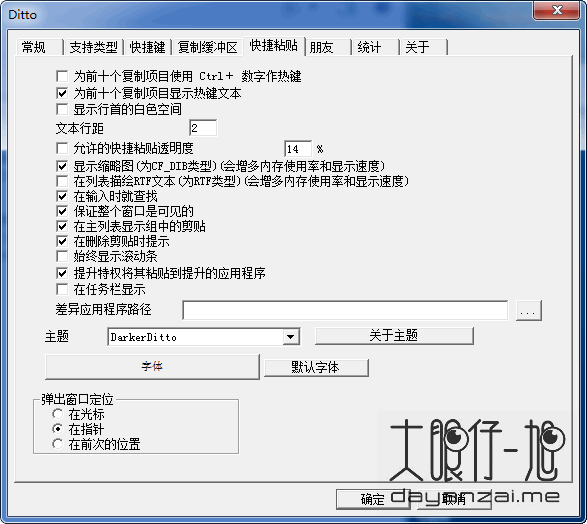 Ditto
常规 支持类型 快捷键 复制缓冲区 快捷粘贴 朋友 统计 关于
为前十个复制项目使用 Ctrl＋ 数字作热键
为前十个复制项目显示热键文本
显示行首的白色空间
文本行距 2
允许的快捷粘贴透明度 14 %
显示缩略图(为CF_DIB类型)(会增多内存使用率和显示速度)
在列表描绘RTF文本(为RTF类型)(会增多内存使用率和显示速度)
在输入时就查找
保证整个窗口是可见的
在主列表显示组中的剪贴
在删除剪贴时提示
始终显示滚动条
提升特权将其粘贴到提升的应用程序
在任务栏显示
差异应用程序路径 ...
主题 DarkerDitto 关于主题
字体 默认字体
弹出窗口定位
在光标
在指针
在前次的位置
大眼仔~旭
确定 取消
dayanzai.me